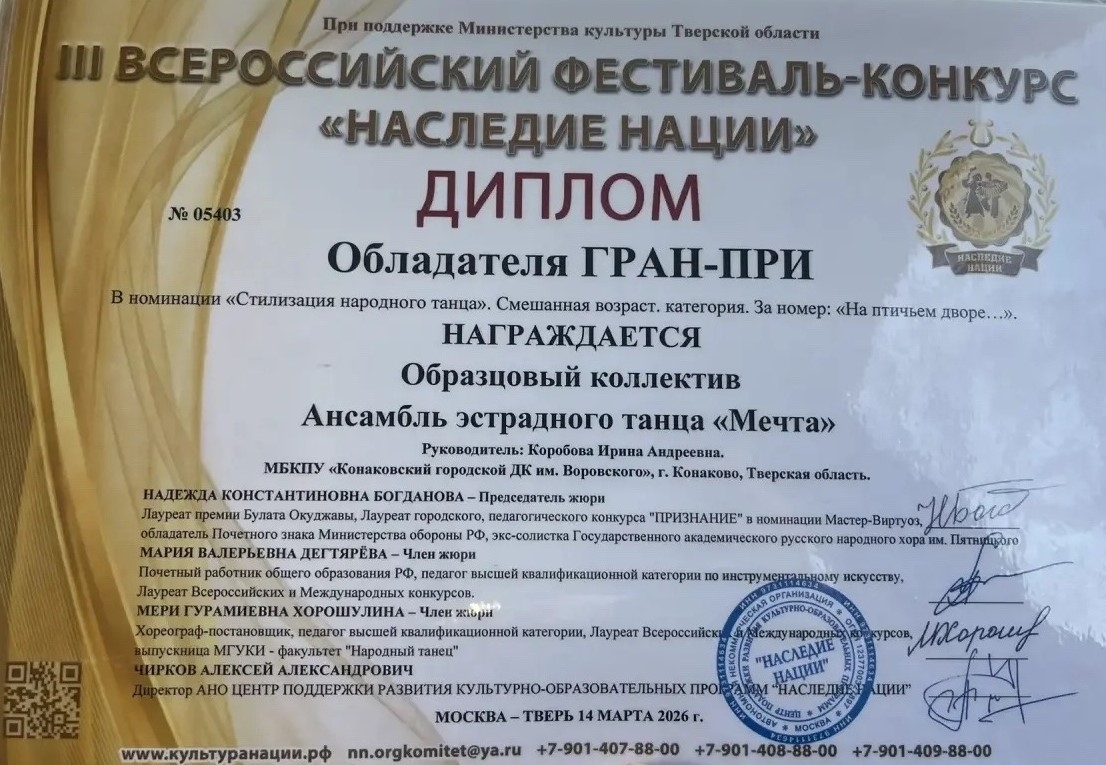 При поддержке Министерства культуры Тверской области
III ВСЕРОССИЙСКИЙ ФЕСТИВАЛЬ-КОНКУРС
«НАСЛЕДИЕ НАЦИИ»
ДИПЛОМ
№ 05403
НАСЛЕДИЕ
НАЦИИ
Обладателя ГРАН-ПРИ
В номинации «Стилизация народного танца». Смешанная возраст. категория. За номер: «На птичьем дворе…».
НАГРАЖДАЕТСЯ
Образцовый коллектив
Ансамбль эстрадного танца «Мечта»
Руководитель: Коробова Ирина Андреевна.
МБКПУ «Конаковский городской ДК им. Воровского», г. Конаково, Тверская область.
НАДЕЖДА КОНСТАНТИНОВНА БОГДАНОВА – Председатель жюри
Лауреат премии Булата Окуджавы, Лауреат городского, педагогического конкурса "ПРИЗНАНИЕ" в номинации Мастер-Виртуоз,
обладатель Почетного знака Министерства обороны РФ, экс-солистка Государственного академического русского народного хора им. Пятницкого
МАРИЯ ВАЛЕРЬЕВНА ДЕГТЯРЁВА – Член жюри
Почетный работник общего образования РФ, педагог высшей квалификационной категории по инструментальному искусству,
Лауреат Всероссийских и Международных конкурсов.
МЕРИ ГУРАМИЕВНА ХОРОШУЛИНА – Член жюри
Хореограф-постановщик, педагог высшей квалификационной категории, Лауреат Всероссийских и Международных конкурсов,
выпускница МГУКИ - факультет "Народный танец"
ЧИРКОВ АЛЕКСЕЙ АЛЕКСАНДРОВИЧ
Директор АНО ЦЕНТР ПОДДЕРЖКИ РАЗВИТИЯ КУЛЬТУРНО-ОБРАЗОВАТЕЛЬНЫХ ПРОГРАММ "НАСЛЕДИЕ НАЦИИ"
"НАСЛЕДИЕ
НАЦИИ"
МОСКВА
МОСКВА – ТВЕРЬ 14 МАРТА 2026 г.
www.культуранации.рф nn.orgkomitet@ya.ru +7-901-407-88-00 +7-901-408-88-00 +7-901-409-88-00